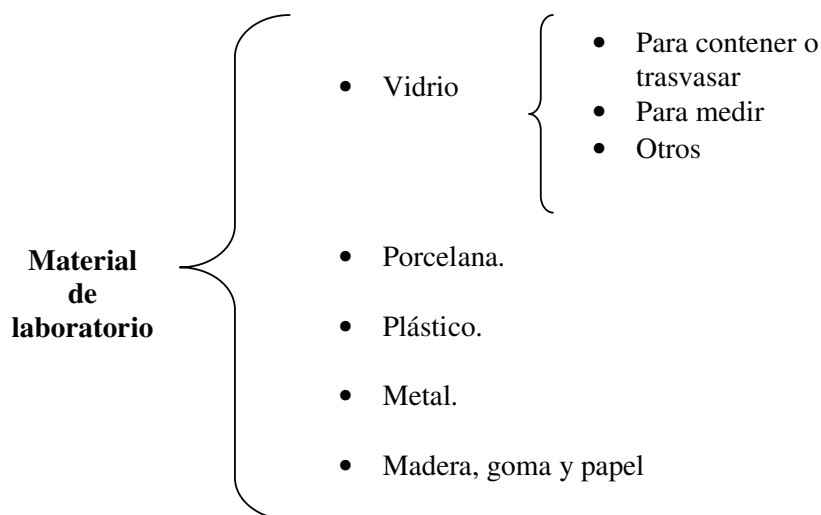 • Vidrio
• Para contener o
trasvasar
• Para medir
• Otros
Material
de
laboratorio
• Porcelana.
• Plástico.
• Metal.
• Madera, goma y papel